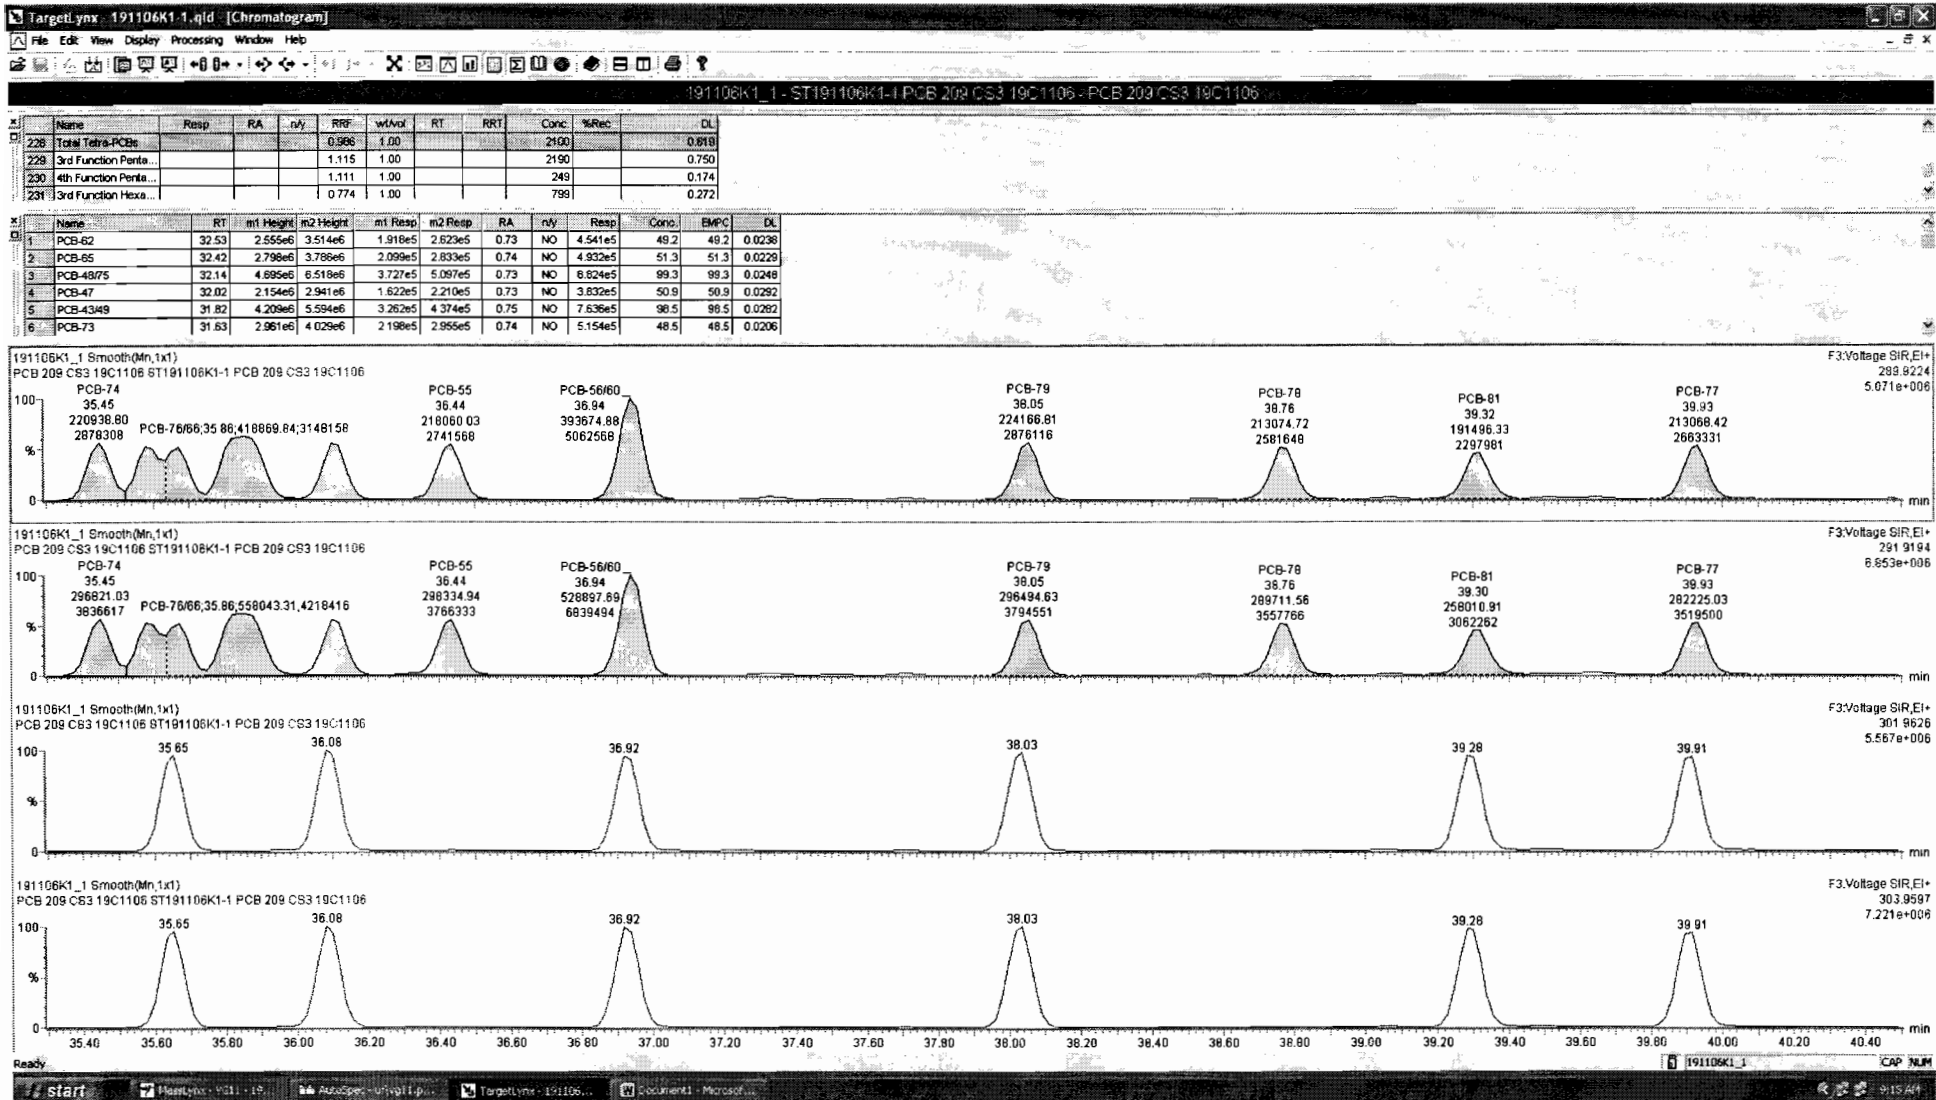 TargetLynx - 191106K1-1.qld - [Chromatogram]
File Edit View Display Processing Window Help
191106K1_1 - ST191106K1-1 PCB 209 CS3 19C1106 - PCB 209 CS3 19C1106
Name Resp RA n/y RRF wt/vol RT RRT Conc %Rec DL
228 Total Tetra-PCBs 0.986 1.00 2100 0.619
229 3rd Function Penta... 1.115 1.00 2190 0.750
230 4th Function Penta... 1.111 1.00 249 0.174
231 3rd Function Hexa... 0.774 1.00 799 0.272
Name RT m1 Height m2 Height m1 Resp m2 Resp RA n/y Resp Conc. EMPC DL
1 PCB-62 32.53 2.555e6 3.514e6 1.918e5 2.623e5 0.73 NO 4.541e5 49.2 49.2 0.0236
2 PCB-65 32.42 2.798e6 3.786e6 2.099e5 2.833e5 0.74 NO 4.932e5 51.3 51.3 0.0229
3 PCB-48/75 32.14 4.695e6 6.518e6 3.727e5 5.097e5 0.73 NO 8.824e5 99.3 99.3 0.0248
4 PCB-47 32.02 2.154e6 2.941e6 1.622e5 2.210e5 0.73 NO 3.832e5 50.9 50.9 0.0292
5 PCB-43/49 31.82 4.209e6 5.594e6 3.262e5 4.374e5 0.75 NO 7.636e5 98.5 98.5 0.0282
6 PCB-73 31.63 2.961e6 4.029e6 2.198e5 2.955e5 0.74 NO 5.154e5 48.5 48.5 0.0206
191106K1_1 Smooth(Mn,1x1) F3:Voltage SIR,EI+
PCB 209 CS3 19C1106 ST191106K1-1 PCB 209 CS3 19C1106 289.9224
5.071e+006
PCB-74 PCB-55 PCB-56/60 PCB-79 PCB-78 PCB-81 PCB-77
35.45 36.44 36.94 38.05 38.76 39.32 39.93
220938.80 218060.03 393674.88 224166.81 213074.72 191496.33 213068.42
2878308 2741568 5062568 2876116 2581648 2297981 2663331
PCB-76/66;35.86;418869.84;3148158
100
%
0
min
191106K1_1 Smooth(Mn,1x1) F3:Voltage SIR,EI+
PCB 209 CS3 19C1106 ST191106K1-1 PCB 209 CS3 19C1106 291.9194
6.853e+006
PCB-74 PCB-55 PCB-56/60 PCB-79 PCB-78 PCB-81 PCB-77
35.45 36.44 36.94 38.05 38.76 39.30 39.93
296821.03 298334.94 528897.69 296494.63 289711.56 258010.91 282225.03
3836617 3766333 6839494 3794551 3557766 3062262 3519500
PCB-76/66;35.86;558043.31;4218416
100
%
0
min
191106K1_1 Smooth(Mn,1x1) F3:Voltage SIR,EI+
PCB 209 CS3 19C1106 ST191106K1-1 PCB 209 CS3 19C1106 301.9626
5.567e+006
35.65 36.08 36.92 38.03 39.28 39.91
100
%
0
min
191106K1_1 Smooth(Mn,1x1) F3:Voltage SIR,EI+
PCB 209 CS3 19C1106 ST191106K1-1 PCB 209 CS3 19C1106 303.9597
7.221e+006
35.65 36.08 36.92 38.03 39.28 39.91
100
%
0
min
35.40 35.60 35.80 36.00 36.20 36.40 36.60 36.80 37.00 37.20 37.40 37.60 37.80 38.00 38.20 38.40 38.60 38.80 39.00 39.20 39.40 39.60 39.80 40.00 40.20 40.40
Ready 191106K1_1 CAP NUM
start MassLynx - VG11 - 19... TargetLynx - 191106... Document1 - Microsof... 9:15 AM